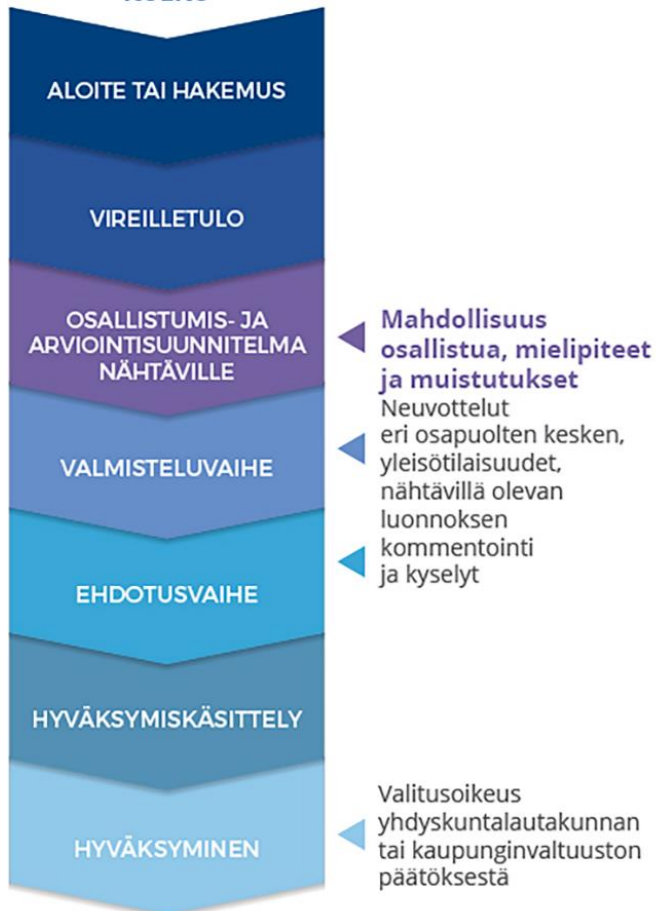 ALOITE TAI HAKEMUS
VIREILLETULO
OSALLISTUMIS- JA
ARVIOINTISUUNNITELMA
NÄHTÄVILLE
Mahdollisuus
osallistua, mielipiteet
ja muistutukset
VALMISTELUVAIHE
Neuvottelut
eri osapuolten kesken,
yleisötilaisuudet,
nähtävillä olevan
luonnoksen
kommentointi
ja kyselyt
EHDOTUSVAIHE
HYVÄKSYMISKÄSITTELY
HYVÄKSYMINEN
Valitusoikeus
yhdyskuntalautakunnan
tai kaupunginvaltuuston
päätöksestä